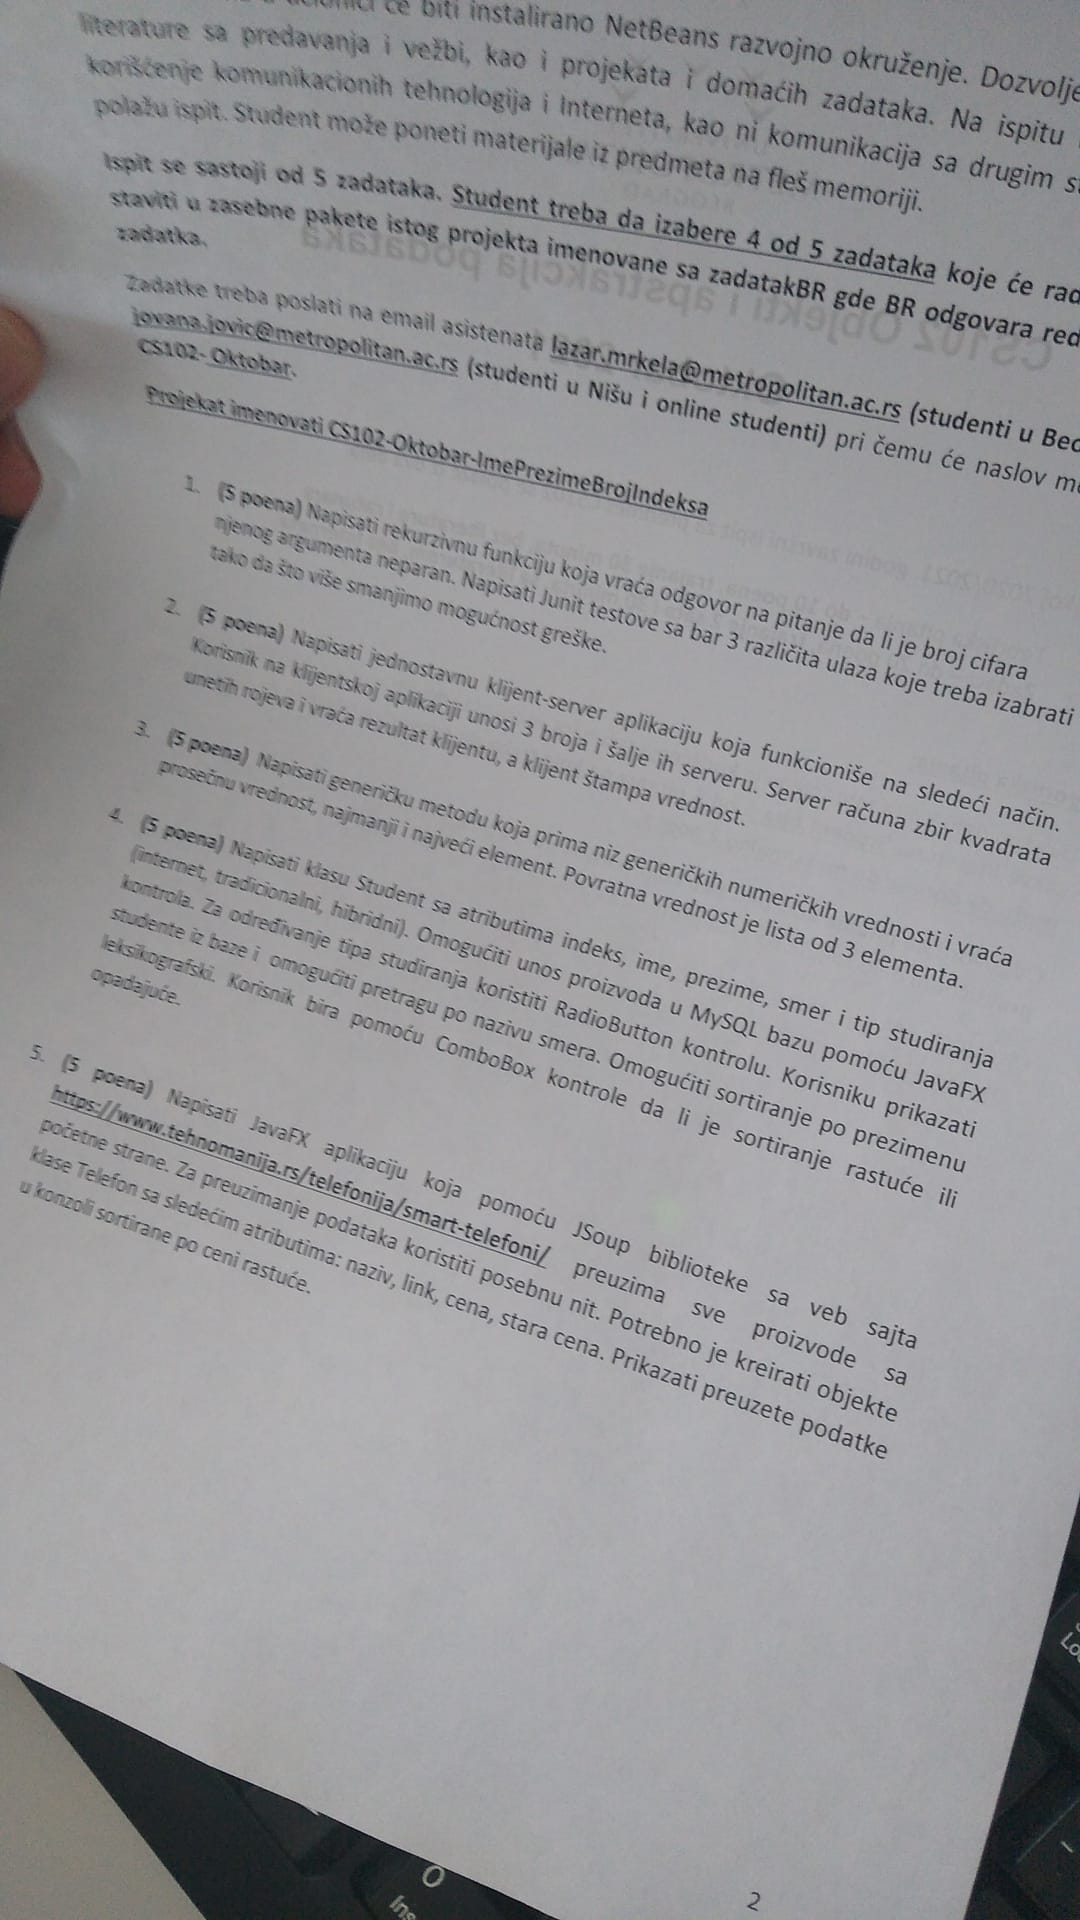 će biti instalirano NetBeans razvojno okruženje. Dozvolje
literature sa predavanja i vežbi, kao i projekata i domaćih zadataka. Na ispitu
korišćenje komunikacionih tehnologija i Interneta, kao ni komunikacija sa drugim st
polažu ispit. Student može poneti materijale iz predmeta na fleš memoriji.
Ispit se sastoji od 5 zadataka. Student treba da izabere 4 od 5 zadataka koje će rad
staviti u zasebne pakete istog projekta imenovane sa zadatakBR gde BR odgovara red
zadatka.
Zadatke treba poslati na email asistenata lazar.mrkela@metropolitan.ac.rs (studenti u Beo
jovana.jovic@metropolitan.ac.rs (studenti u Nišu i online studenti) pri čemu će naslov m
CS102- Oktobar.
Projekat imenovati CS102-Oktobar-ImePrezimeBrojIndeksa
1. (5 poena) Napisati rekurzivnu funkciju koja vraća odgovor na pitanje da li je broj cifara
njenog argumenta neparan. Napisati Junit testove sa bar 3 različita ulaza koje treba izabrati
tako da što više smanjimo mogućnost greške.
2. (5 poena) Napisati jednostavnu klijent-server aplikaciju koja funkcioniše na sledeći način.
Korisnik na klijentskoj aplikaciji unosi 3 broja i šalje ih serveru. Server računa zbir kvadrata
unetih rojeva i vraća rezultat klijentu, a klijent štampa vrednost.
3. (5 poena) Napisati generičku metodu koja prima niz generičkih numeričkih vrednosti i vraća
prosečnu vrednost, najmanji i najveći element. Povratna vrednost je lista od 3 elementa.
4. (5 poena) Napisati klasu Student sa atributima indeks, ime, prezime, smer i tip studiranja
(internet, tradicionalni, hibridni). Omogućiti unos proizvoda u MySQL bazu pomoću JavaFX
kontrola. Za određivanje tipa studiranja koristiti RadioButton kontrolu. Korisniku prikazati
studente iz baze i omogućiti pretragu po nazivu smera. Omogućiti sortiranje po prezimenu
leksikografski. Korisnik bira pomoću ComboBox kontrole da li je sortiranje rastuće ili
opadajuće.
5. (5 poena) Napisati JavaFX aplikaciju koja pomoću JSoup biblioteke sa veb sajta
https://www.tehnomanija.rs/telefonija/smart-telefoni/ preuzima sve proizvode sa
početne strane. Za preuzimanje podataka koristiti posebnu nit. Potrebno je kreirati objekte
klase Telefon sa sledećim atributima: naziv, link, cena, stara cena. Prikazati preuzete podatke
u konzoli sortirane po ceni rastuće.
2
O
Ins